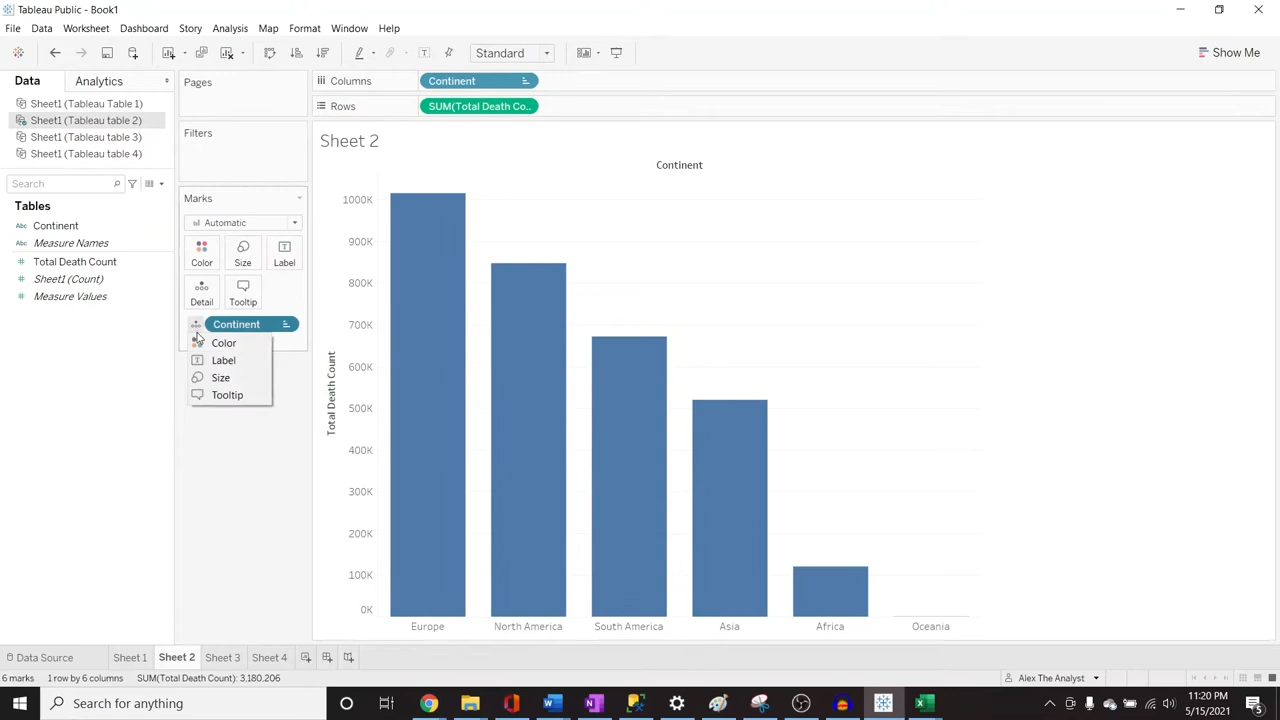 Tableau Public - Book1
File Data Worksheet Dashboard Story Analysis Map Format Window Help
Standard
Show Me
Data Analytics
Sheet1 (Tableau Table 1)
Sheet1 (Tableau table 2)
Sheet1 (Tableau table 3)
Sheet1 (Tableau table 4)
Search
Tables
Abc Continent
Abc Measure Names
# Total Death Count
# Sheet1 (Count)
# Measure Values
Pages
Filters
Marks
Automatic
Color Size Label
Detail Tooltip
Continent
Color
Label
Size
Tooltip
Columns Continent
Rows SUM(Total Death Co..
Sheet 2
Continent
Total Death Count
1000K
900K
800K
700K
600K
500K
400K
300K
200K
100K
0K
Europe North America South America Asia Africa Oceania
Data Source Sheet 1 Sheet 2 Sheet 3 Sheet 4
6 marks 1 row by 6 columns SUM(Total Death Count): 3,180,206
Alex The Analyst
Search for anything
11:20 PM
5/15/2021